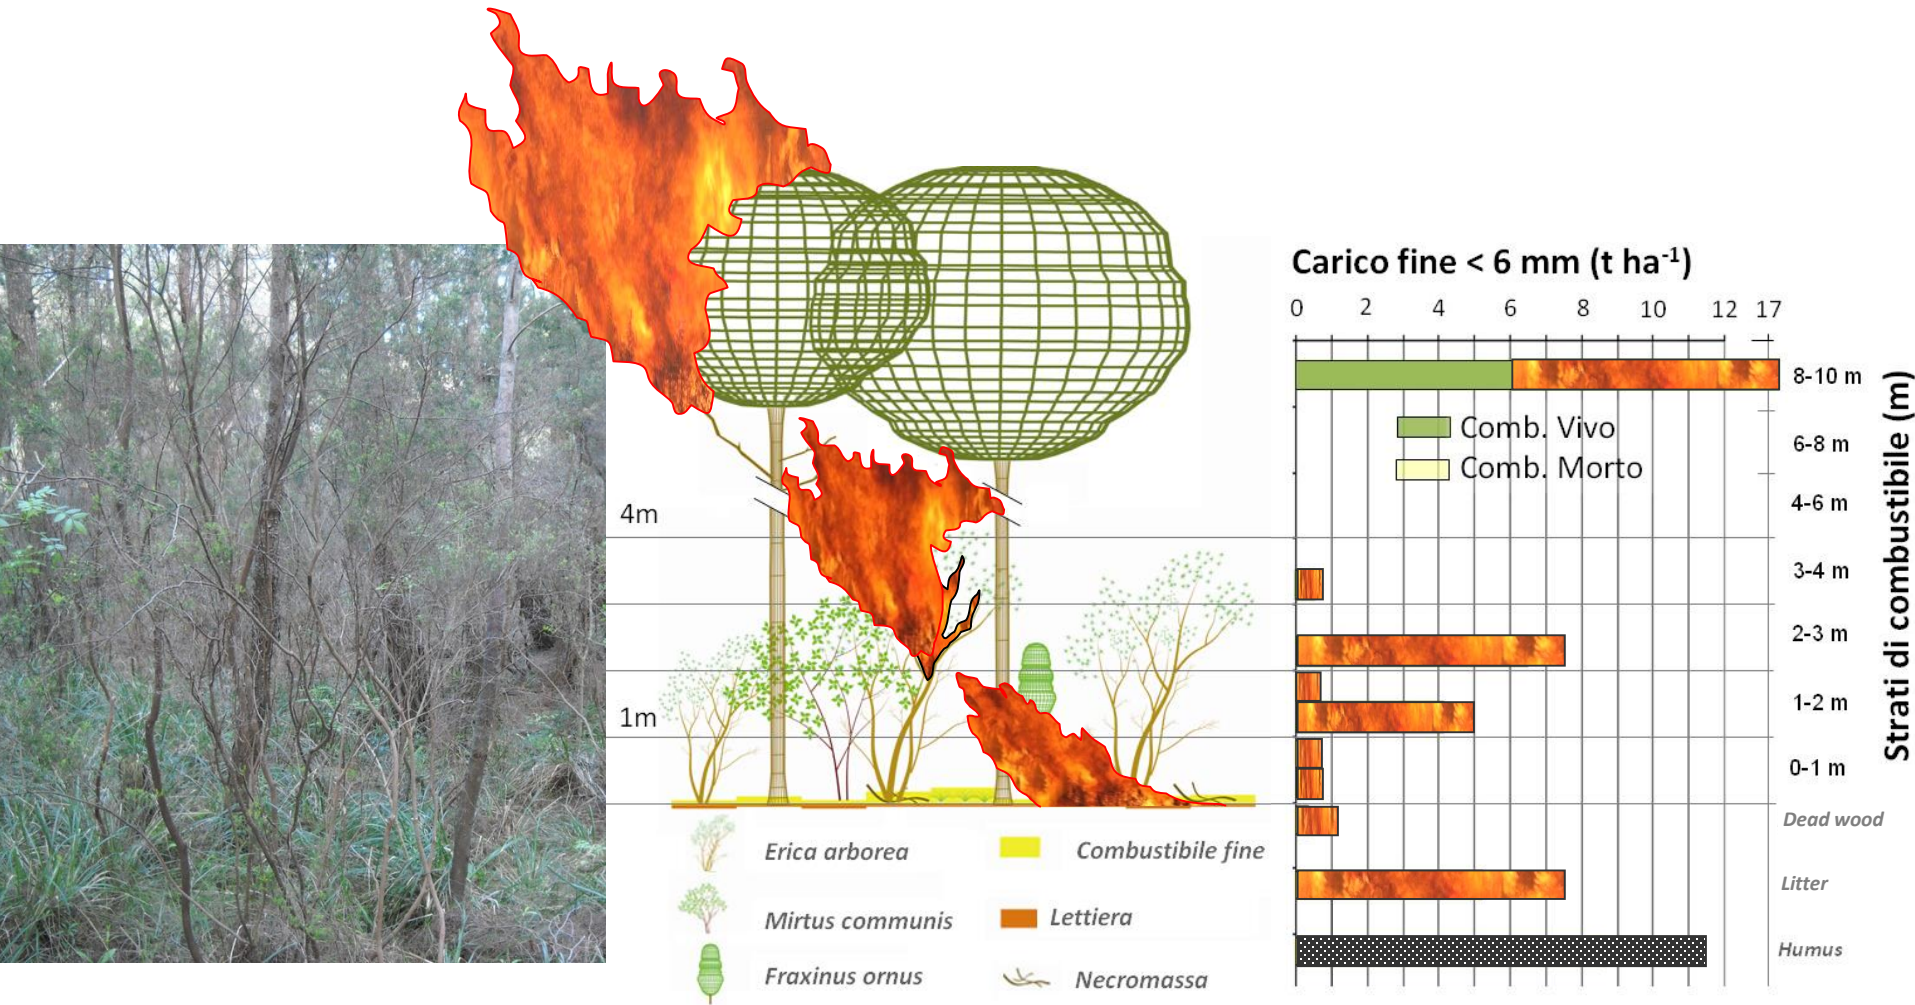 Carico fine < 6 mm (t ha-1)
0 2 4 6 8 10 12 17
8-10 m
Comb. Vivo
6-8 m
Comb. Morto
4-6 m
4m
3-4 m
2-3 m
1-2 m
1m
0-1 m
Strati di combustibile (m)
Dead wood
Erica arborea
Combustibile fine
Litter
Mirtus communis
Lettiera
Humus
Fraxinus ornus
Necromassa